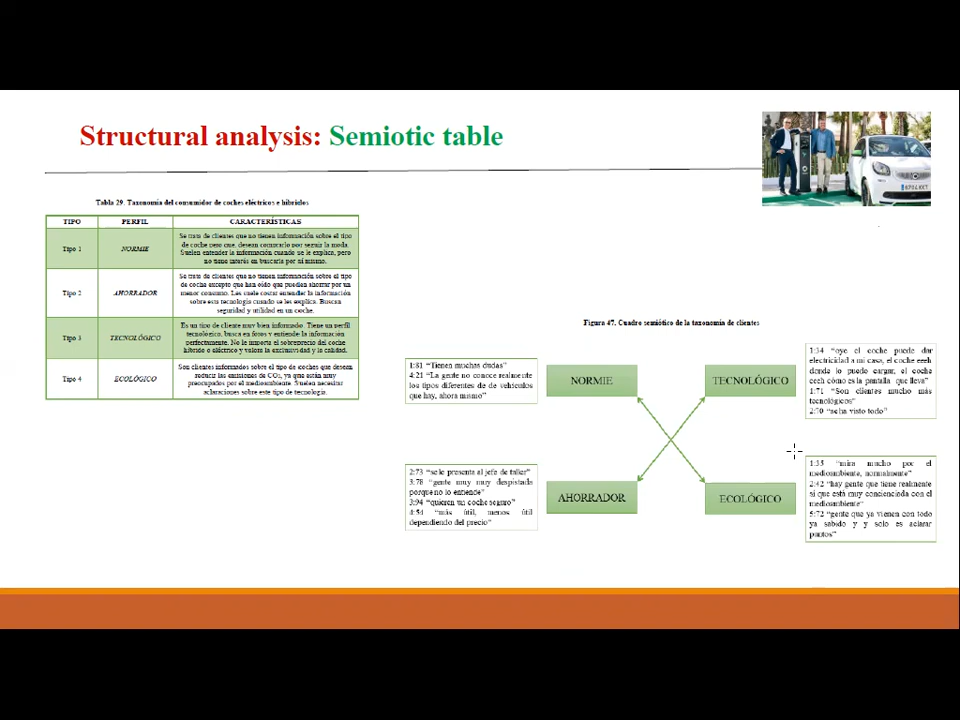 Structural analysis: Semiotic table
Tabla 29. Taxonomía del consumidor de coches eléctricos e híbridos
TIPO PERFIL CARACTERÍSTICAS
Tipo 1 NORMIE
Se trata de clientes que no tienen información sobre el tipo
de coche pero que, desean comprarlo por seguir la moda.
Suelen entender la información cuando se le explica, pero
no tiene interés en buscarla por sí mismo.
Tipo 2 AHORRADOR
Se trata de clientes que no tienen información sobre el tipo
de coche excepto que han oído que pueden ahorrar por un
menor consumo. Les suele costar entender la información
sobre esta tecnología cuando se les explica. Buscan
seguridad y utilidad en un coche.
Tipo 3 TECNOLÓGICO
Es un tipo de cliente muy bien informado. Tiene un perfil
tecnológico, busca en foros y entiende la información
perfectamente. No le importa el sobreprecio del coche
híbrido o eléctrico y valora la exclusividad y la calidad.
Tipo 4 ECOLÓGICO
Son clientes informados sobre el tipo de coches que desean
reducir las emisiones de CO2, ya que están muy
preocupados por el medioambiente. Suelen necesitar
aclaraciones sobre este tipo de tecnología.
Figura 47. Cuadro semiótico de la taxonomía de clientes
1:81 "Tienen muchas dudas"
4:21 "La gente no conoce realmente
los tipos diferentes de de vehículos
que hay, ahora mismo"
NORMIE
TECNOLÓGICO
1:34 "oye el coche puede dar
electricidad a mi casa, el coche eeeh
donde lo puedo cargar, el coche
eeeh cómo es la pantalla que lleva"
1:71 "Son clientes mucho más
tecnológicos"
2:70 "se ha visto todo"
2:73 "se le presenta al jefe de taller"
3:78 "gente muy muy despistada
porque no lo entiende"
3:94 "quieren un coche seguro"
4:54 "más útil, menos útil
dependiendo del precio"
AHORRADOR
ECOLÓGICO
1:35 "mira mucho por el
medioambiente, normalmente"
2:42 "hay gente que tiene realmente
sí que está muy concienciada con el
medioambiente"
5:72 "gente que ya vienen con todo
ya sabido y y solo es aclarar
puntos"